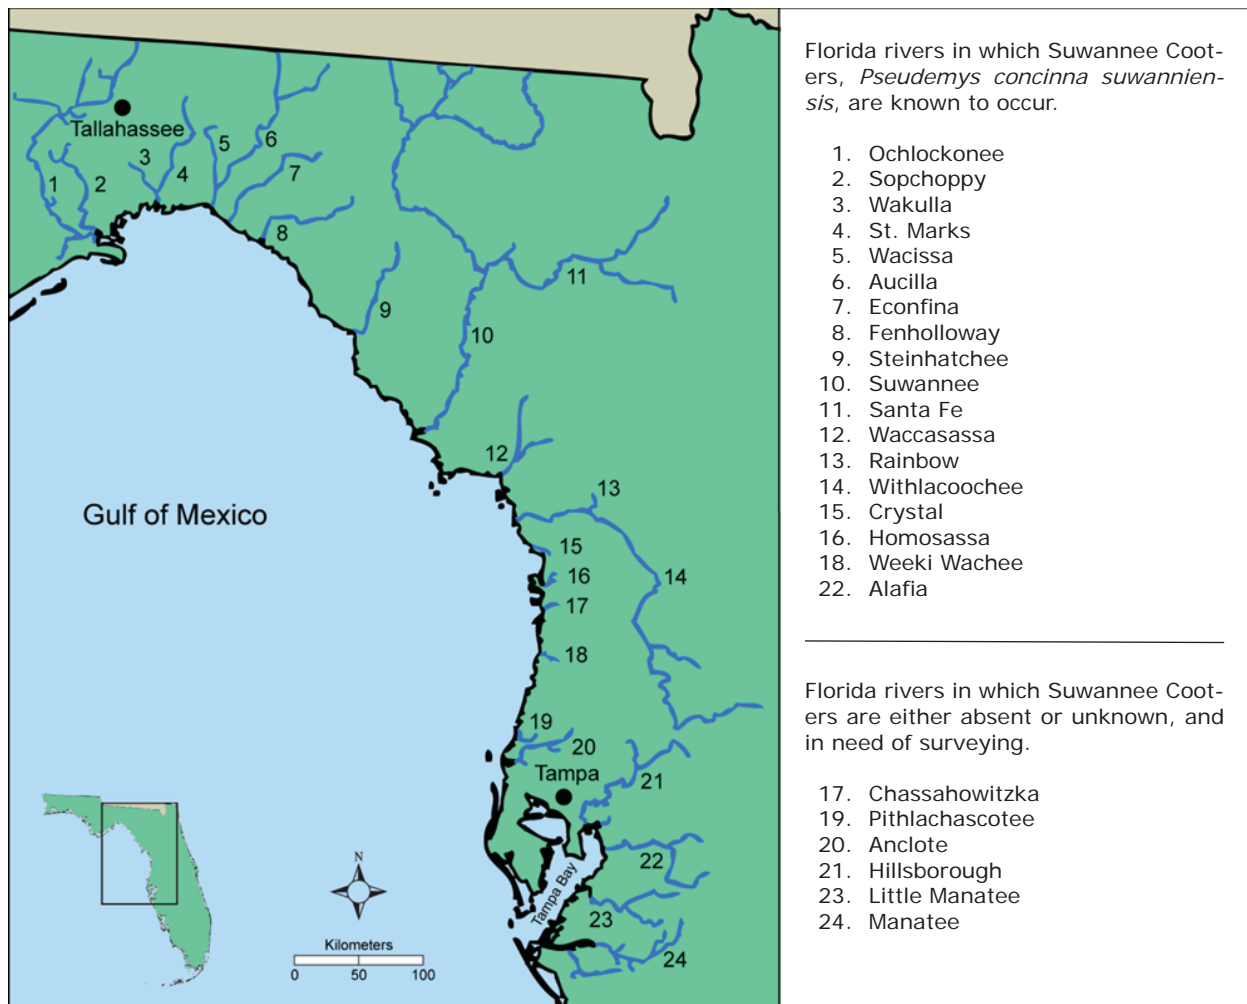 Tallahassee
1
2
3
4
5
6
7
8
9
10
11
12
13
14
15
16
17
18
19
20
21
22
23
24
Gulf of Mexico
Tampa
Tampa Bay
N
Kilometers
0 50 100
Florida rivers in which Suwannee Coot-
ers, Pseudemys concinna suwannien-
sis, are known to occur.
1. Ochlockonee
2. Sopchoppy
3. Wakulla
4. St. Marks
5. Wacissa
6. Aucilla
7. Econfina
8. Fenholloway
9. Steinhatchee
10. Suwannee
11. Santa Fe
12. Waccasassa
13. Rainbow
14. Withlacoochee
15. Crystal
16. Homosassa
18. Weeki Wachee
22. Alafia
Florida rivers in which Suwannee Coot-
ers are either absent or unknown, and
in need of surveying.
17. Chassahowitzka
19. Pithlachascotee
20. Anclote
21. Hillsborough
23. Little Manatee
24. Manatee